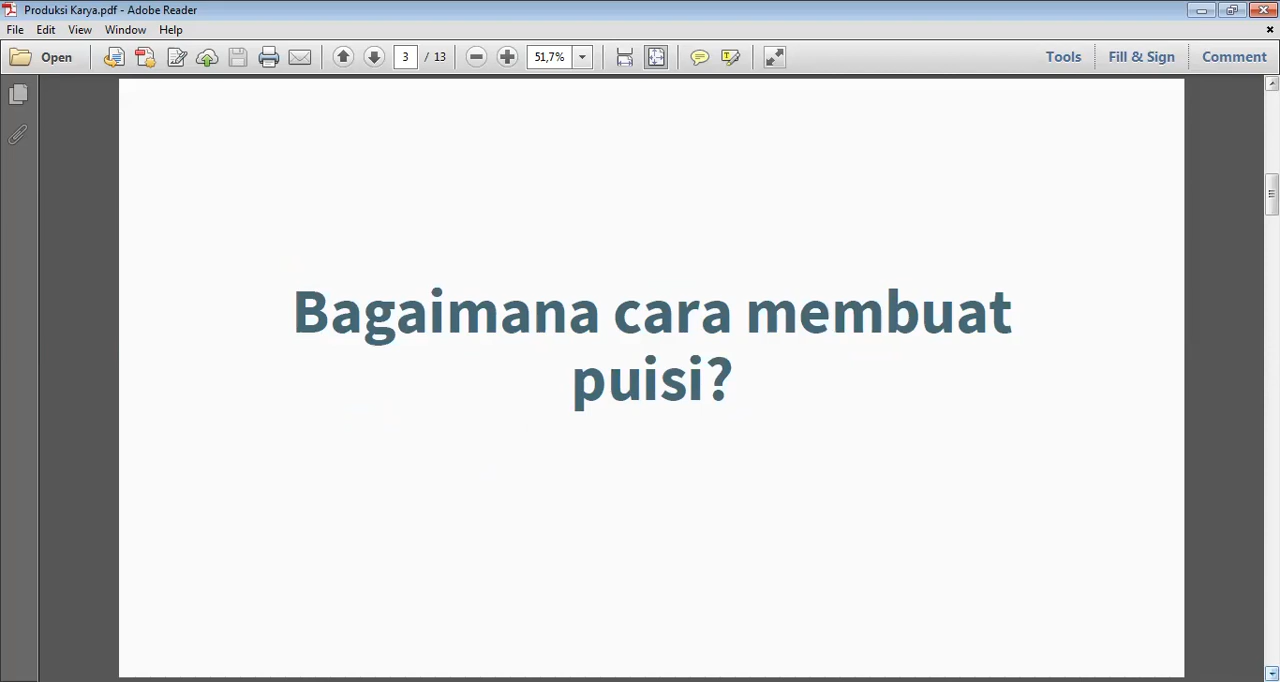 Produksi Karya.pdf - Adobe Reader
File Edit View Window Help
Open 3 / 13 51,7% Tools Fill & Sign Comment
Bagaimana cara membuat
puisi?